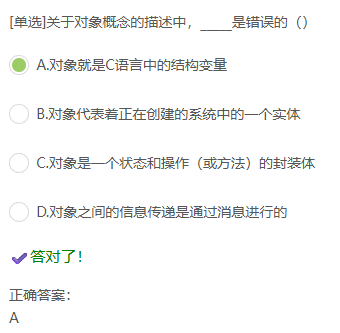 [单选]关于对象概念的描述中，_____是错误的（）
A.对象就是C语言中的结构变量
B.对象代表着正在创建的系统中的一个实体
C.对象是一个状态和操作（或方法）的封装体
D.对象之间的信息传递是通过消息进行的
答对了！
正确答案：
A